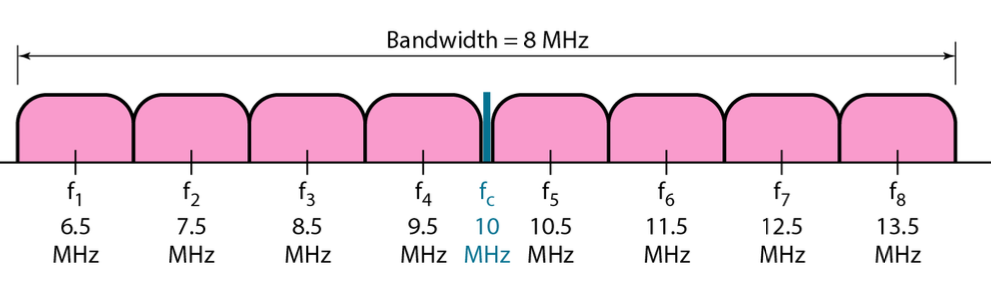 Bandwidth = 8 MHz
f1 f2 f3 f4 fc f5 f6 f7 f8
6.5 7.5 8.5 9.5 10 10.5 11.5 12.5 13.5
MHz MHz MHz MHz MHz MHz MHz MHz MHz